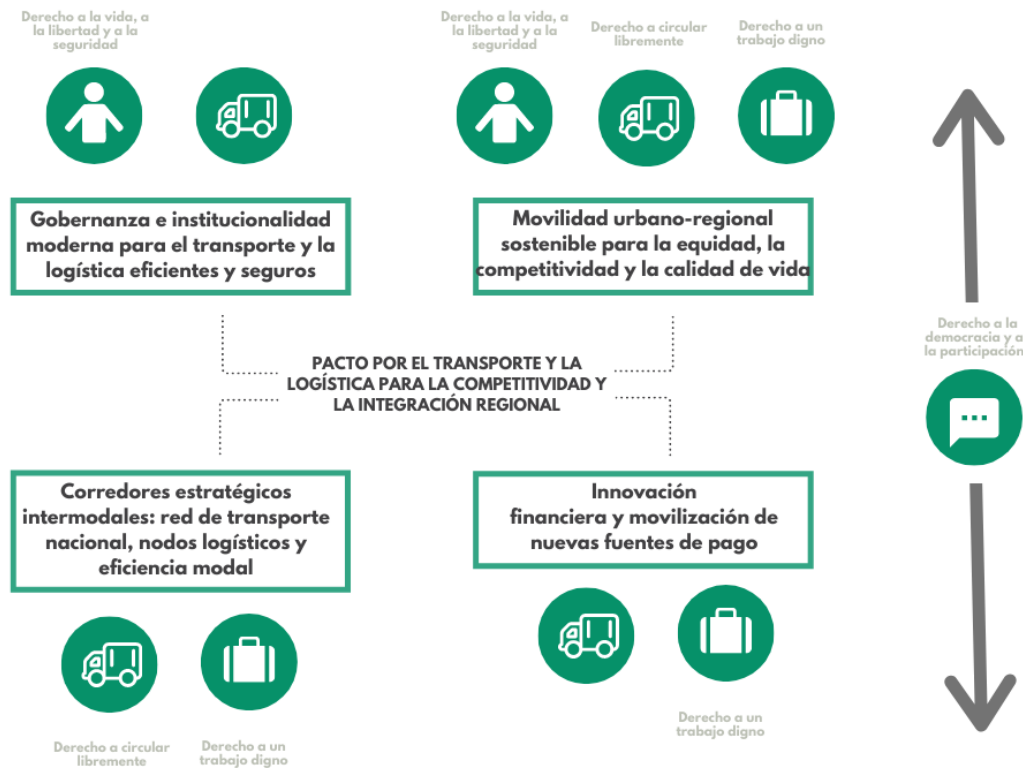 Derecho a la vida, a
la libertad y a la
seguridad
Derecho a la vida, a
la libertad y a la
seguridad
Derecho a circular
libremente
Derecho a un
trabajo digno
Gobernanza e institucionalidad
moderna para el transporte y la
logística eficientes y seguros
Movilidad urbano-regional
sostenible para la equidad, la
competitividad y la calidad de vida
Derecho a la
democracia y a
la participación
PACTO POR EL TRANSPORTE Y LA
LOGÍSTICA PARA LA COMPETITIVIDAD Y
LA INTEGRACIÓN REGIONAL
Corredores estratégicos
intermodales: red de transporte
nacional, nodos logísticos y
eficiencia modal
Innovación
financiera y movilización de
nuevas fuentes de pago
Derecho a circular
libremente
Derecho a un
trabajo digno
Derecho a un
trabajo digno